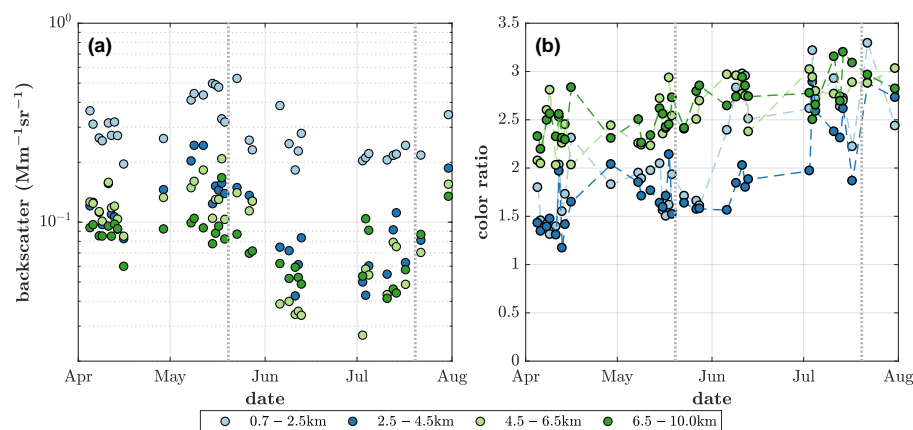 (a)
backscatter (Mm⁻¹sr⁻¹)
10⁰
10⁻¹
Apr May Jun Jul Aug
date
(b)
color ratio
3.5
3
2.5
2
1.5
1
0.5
0
Apr May Jun Jul Aug
date
0.7 − 2.5km 2.5 − 4.5km 4.5 − 6.5km 6.5 − 10.0km